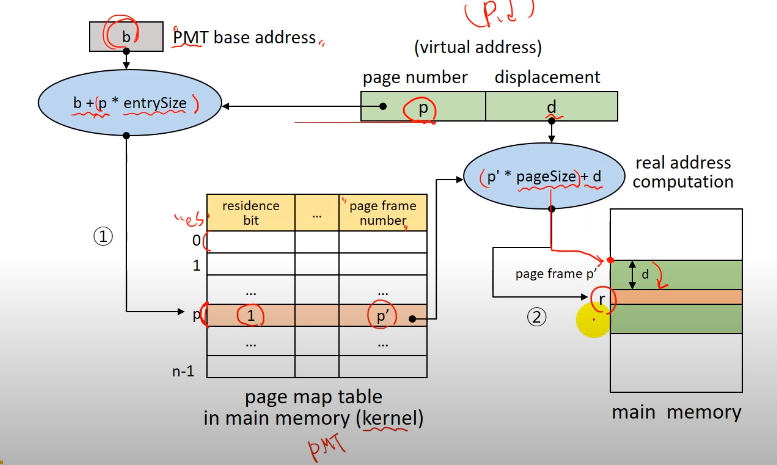 (p,d)
b PMT base address
(virtual address)
page number displacement
b + (p * entrySize)
p d
(p' * pageSize) + d
real address
computation
"es"
residence
bit
...
"page frame
number"
①
0
1
... ...
p 1 p'
... ...
n-1
page frame p'
d
r
②
page map table
in main memory (kernel)
PMT
main memory